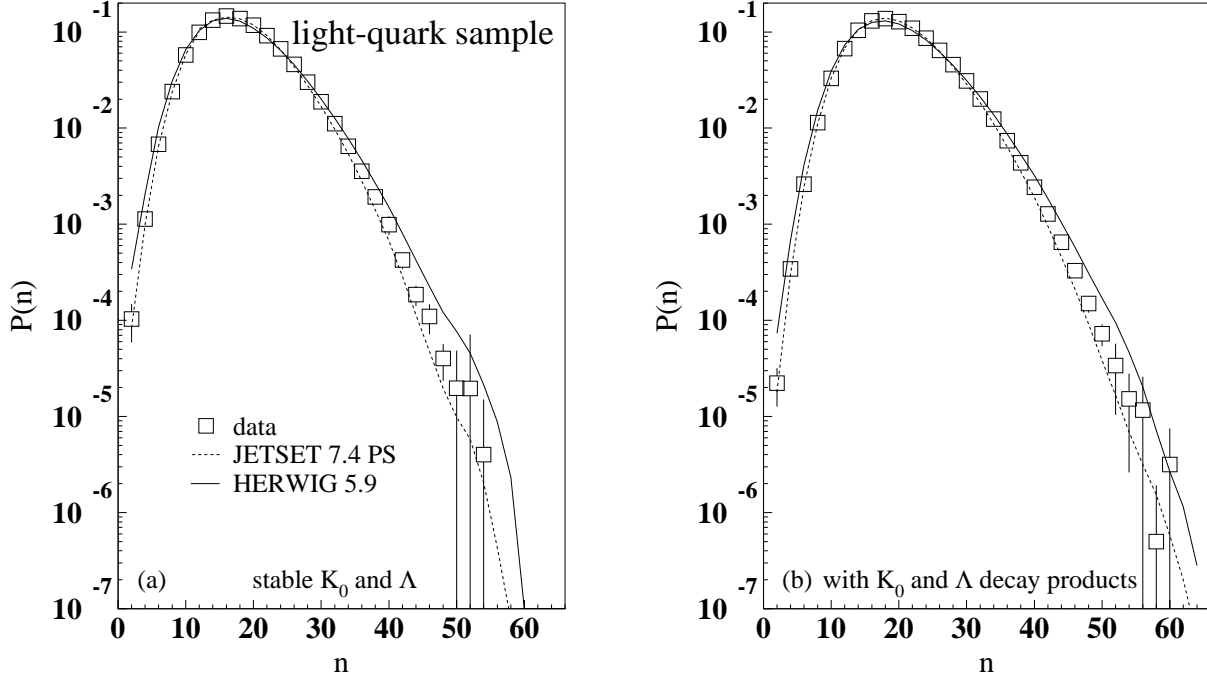 light-quark sample
P(n)
10 -1
10 -2
10 -3
10 -4
10 -5
10 -6
10 -7
data
JETSET 7.4 PS
HERWIG 5.9
(a) stable K0 and Λ
0 10 20 30 40 50 60
n
P(n)
10 -1
10 -2
10 -3
10 -4
10 -5
10 -6
10 -7
(b) with K0 and Λ decay products
0 10 20 30 40 50 60
n